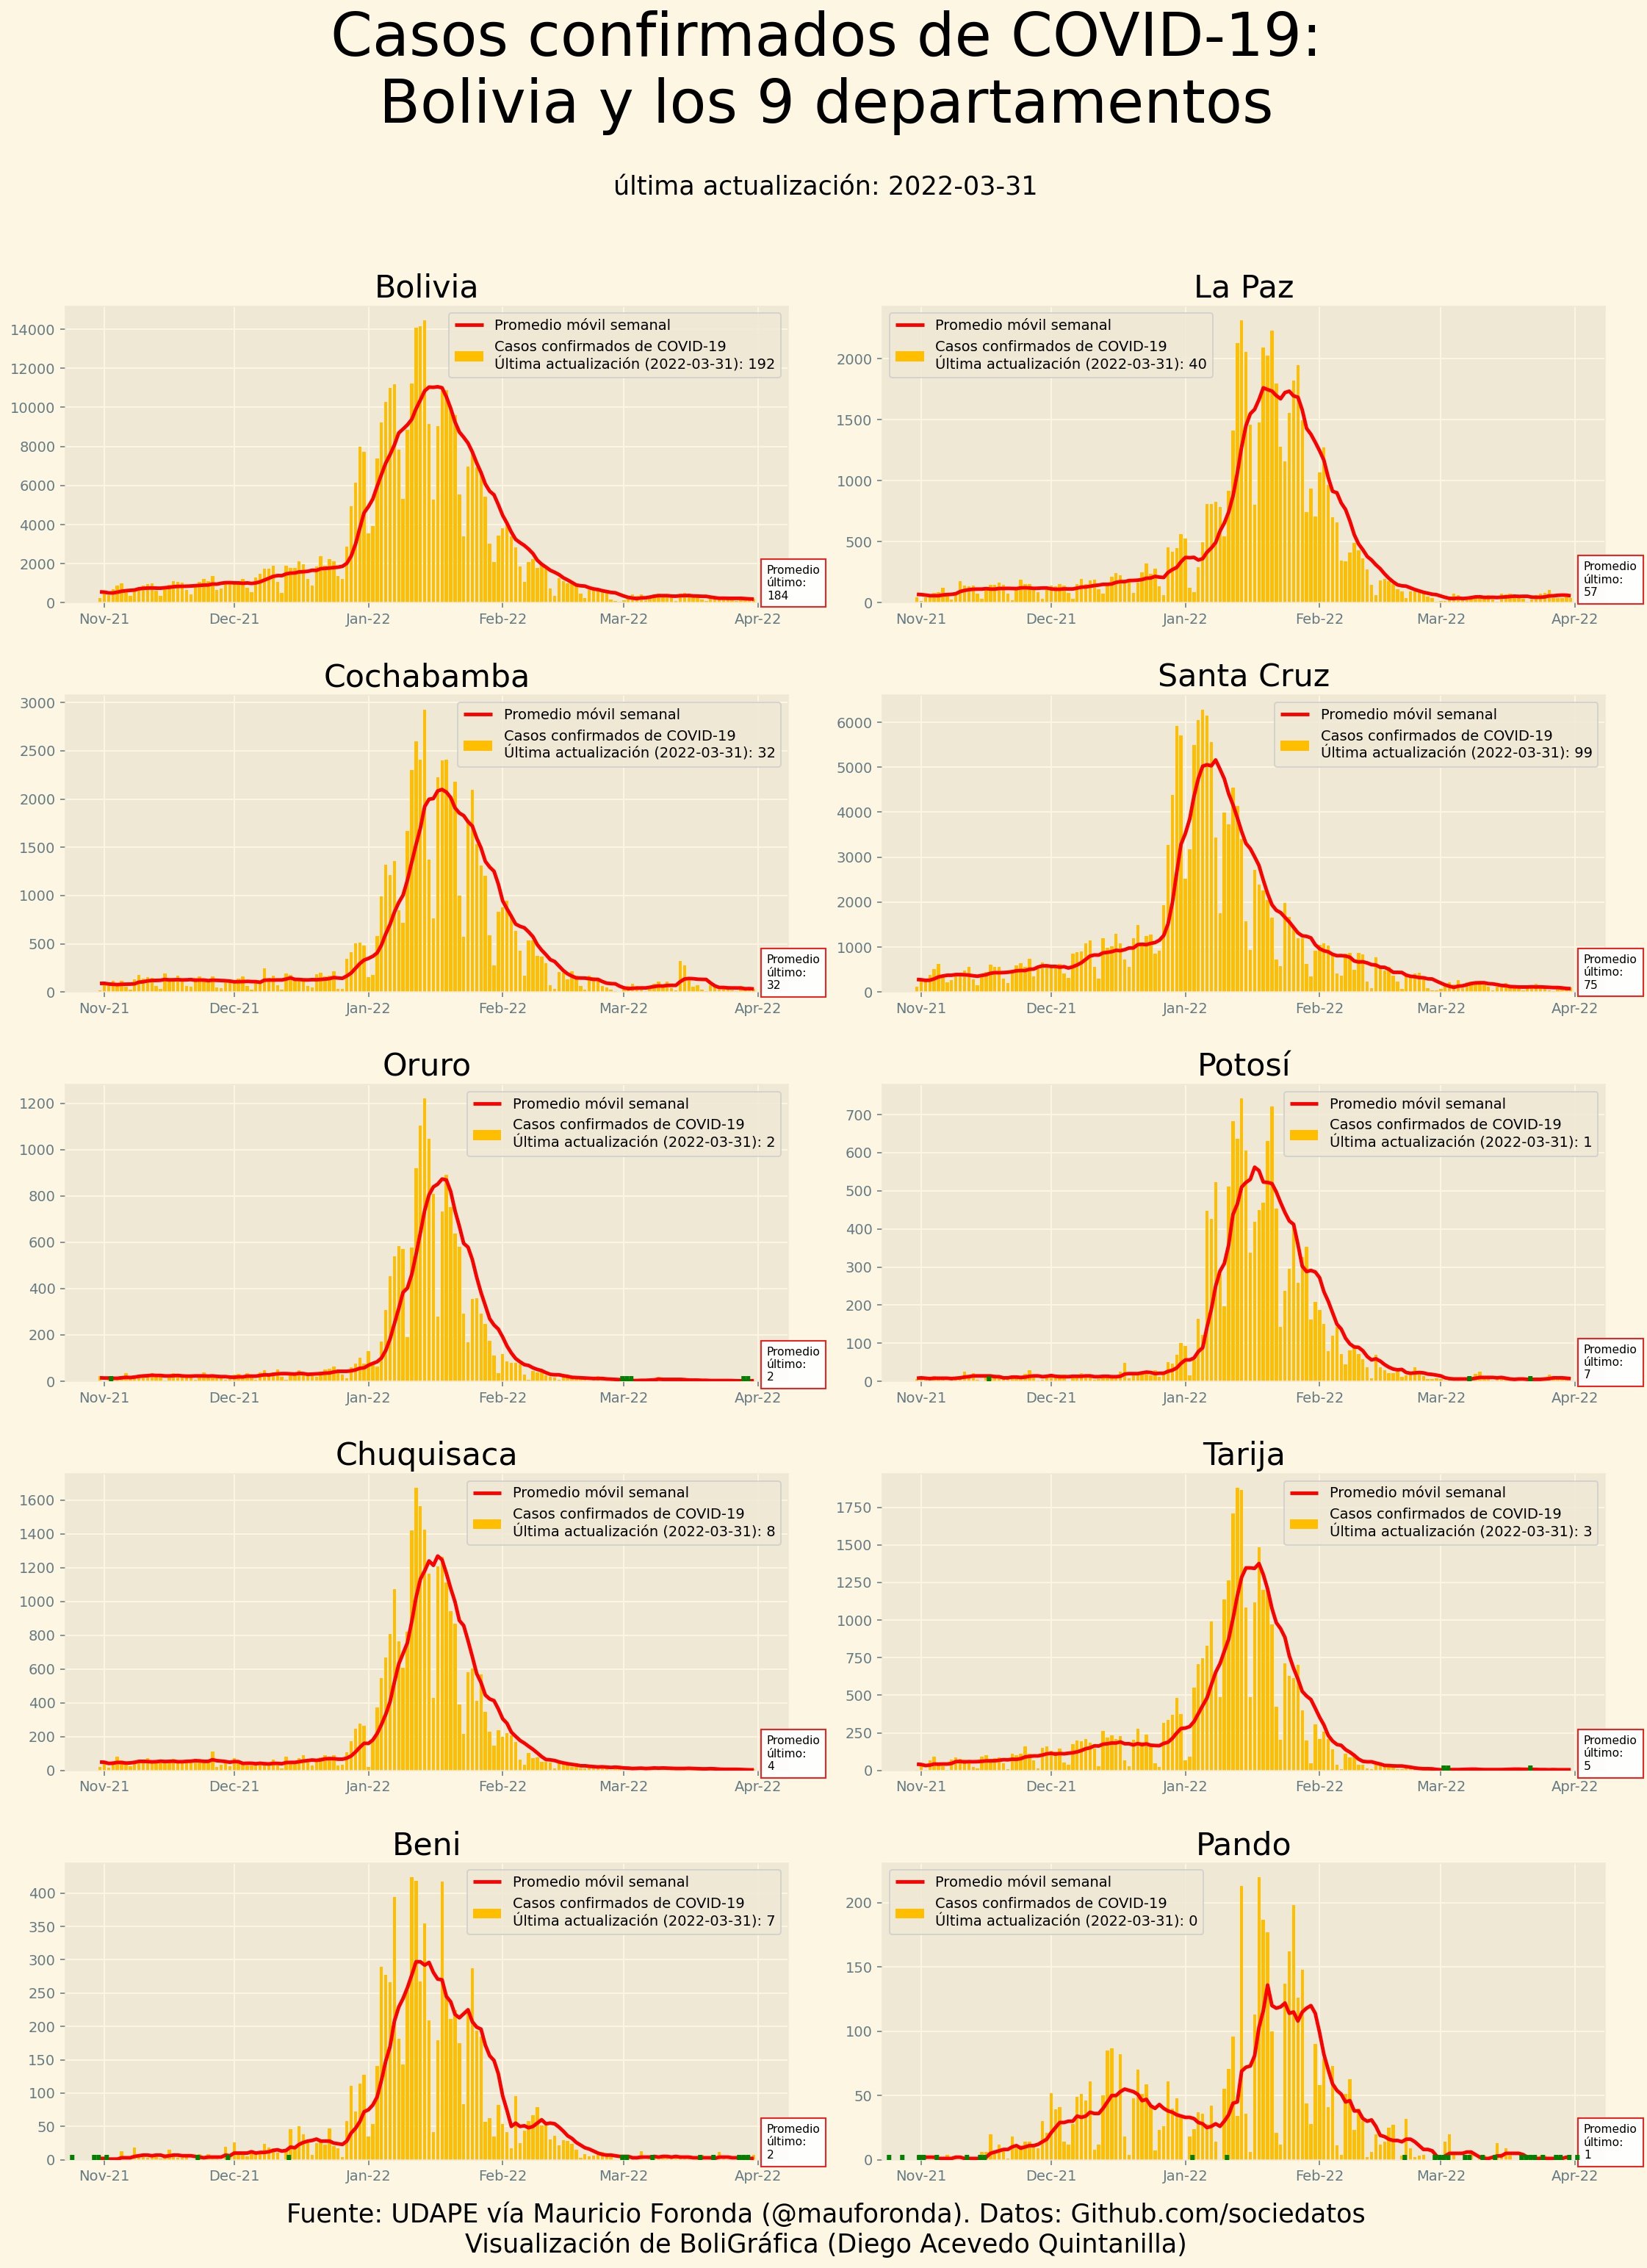 Casos confirmados de COVID-19:
Bolivia y los 9 departamentos
última actualización: 2022-03-31
Bolivia
14000
12000
10000
8000
6000
4000
2000
0
Promedio móvil semanal
Casos confirmados de COVID-19
Última actualización (2022-03-31): 192
Promedio
último:
184
Nov-21 Dec-21 Jan-22 Feb-22 Mar-22 Apr-22
La Paz
2000
1500
1000
500
0
Promedio móvil semanal
Casos confirmados de COVID-19
Última actualización (2022-03-31): 40
Promedio
último:
57
Nov-21 Dec-21 Jan-22 Feb-22 Mar-22 Apr-22
Cochabamba
3000
2500
2000
1500
1000
500
0
Promedio móvil semanal
Casos confirmados de COVID-19
Última actualización (2022-03-31): 32
Promedio
último:
32
Nov-21 Dec-21 Jan-22 Feb-22 Mar-22 Apr-22
Santa Cruz
6000
5000
4000
3000
2000
1000
0
Promedio móvil semanal
Casos confirmados de COVID-19
Última actualización (2022-03-31): 99
Promedio
último:
75
Nov-21 Dec-21 Jan-22 Feb-22 Mar-22 Apr-22
Oruro
1200
1000
800
600
400
200
0
Promedio móvil semanal
Casos confirmados de COVID-19
Última actualización (2022-03-31): 2
Promedio
último:
2
Nov-21 Dec-21 Jan-22 Feb-22 Mar-22 Apr-22
Potosí
700
600
500
400
300
200
100
0
Promedio móvil semanal
Casos confirmados de COVID-19
Última actualización (2022-03-31): 1
Promedio
último:
7
Nov-21 Dec-21 Jan-22 Feb-22 Mar-22 Apr-22
Chuquisaca
1600
1400
1200
1000
800
600
400
200
0
Promedio móvil semanal
Casos confirmados de COVID-19
Última actualización (2022-03-31): 8
Promedio
último:
4
Nov-21 Dec-21 Jan-22 Feb-22 Mar-22 Apr-22
Tarija
1750
1500
1250
1000
750
500
250
0
Promedio móvil semanal
Casos confirmados de COVID-19
Última actualización (2022-03-31): 3
Promedio
último:
5
Nov-21 Dec-21 Jan-22 Feb-22 Mar-22 Apr-22
Beni
400
350
300
250
200
150
100
50
0
Promedio móvil semanal
Casos confirmados de COVID-19
Última actualización (2022-03-31): 7
Promedio
último:
2
Nov-21 Dec-21 Jan-22 Feb-22 Mar-22 Apr-22
Pando
200
150
100
50
0
Promedio móvil semanal
Casos confirmados de COVID-19
Última actualización (2022-03-31): 0
Promedio
último:
1
Nov-21 Dec-21 Jan-22 Feb-22 Mar-22 Apr-22
Fuente: UDAPE vía Mauricio Foronda (@mauforonda). Datos: Github.com/sociedatos
Visualización de BoliGráfica (Diego Acevedo Quintanilla)